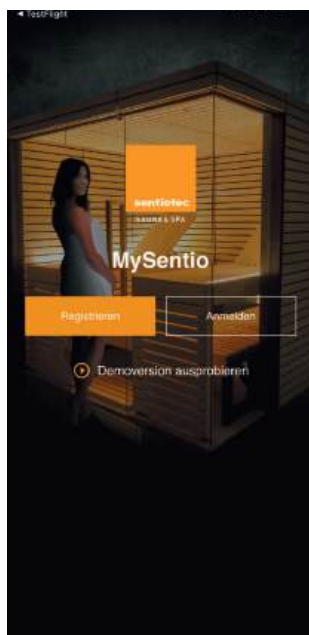 ◀ TestFlight
sentiotec
SAUNA & SPA
MySentio
Registrieren
Anmelden
Demoversion ausprobieren